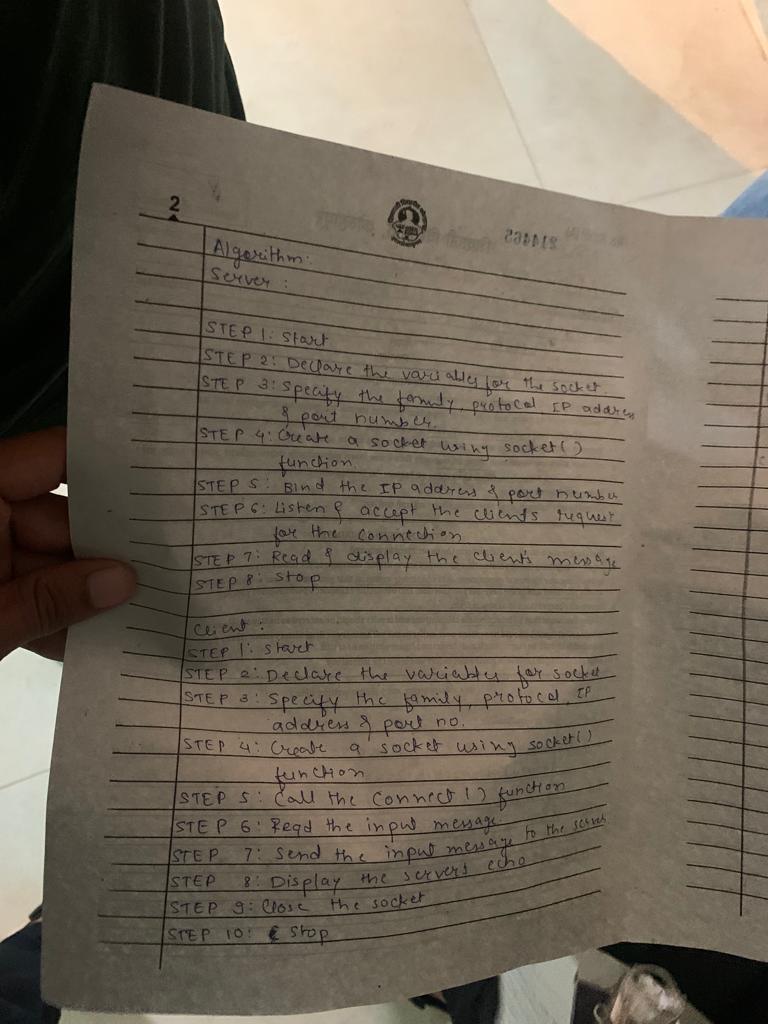 2
214465
Algorithm:
Server :
STEP 1: Start
STEP 2: Declare the variables for the socket.
STEP 3: Specify the family, protocol IP address
& port number.
STEP 4: Create a socket using socket()
function.
STEP 5: Bind the IP address & port number
STEP 6: Listen & accept the client's request
for the connection
STEP 7: Read & display the client's message
STEP 8: Stop
Client :
STEP 1: Start
STEP 2: Declare the variables for socket
STEP 3: Specify the family, protocol, IP
address & port no.
STEP 4: Create a socket using socket()
function
STEP 5: Call the connect() function
STEP 6: Read the input message.
STEP 7: Send the input message to the server
STEP 8: Display the server's echo
STEP 9: Close the socket
STEP 10: Stop